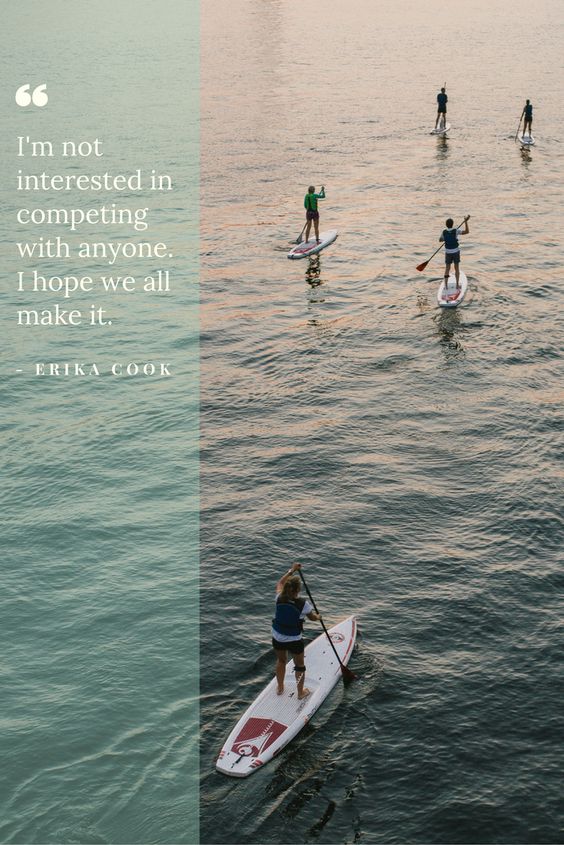 “
I'm not
interested in
competing
with anyone.
I hope we all
make it.
- ERIKA COOK